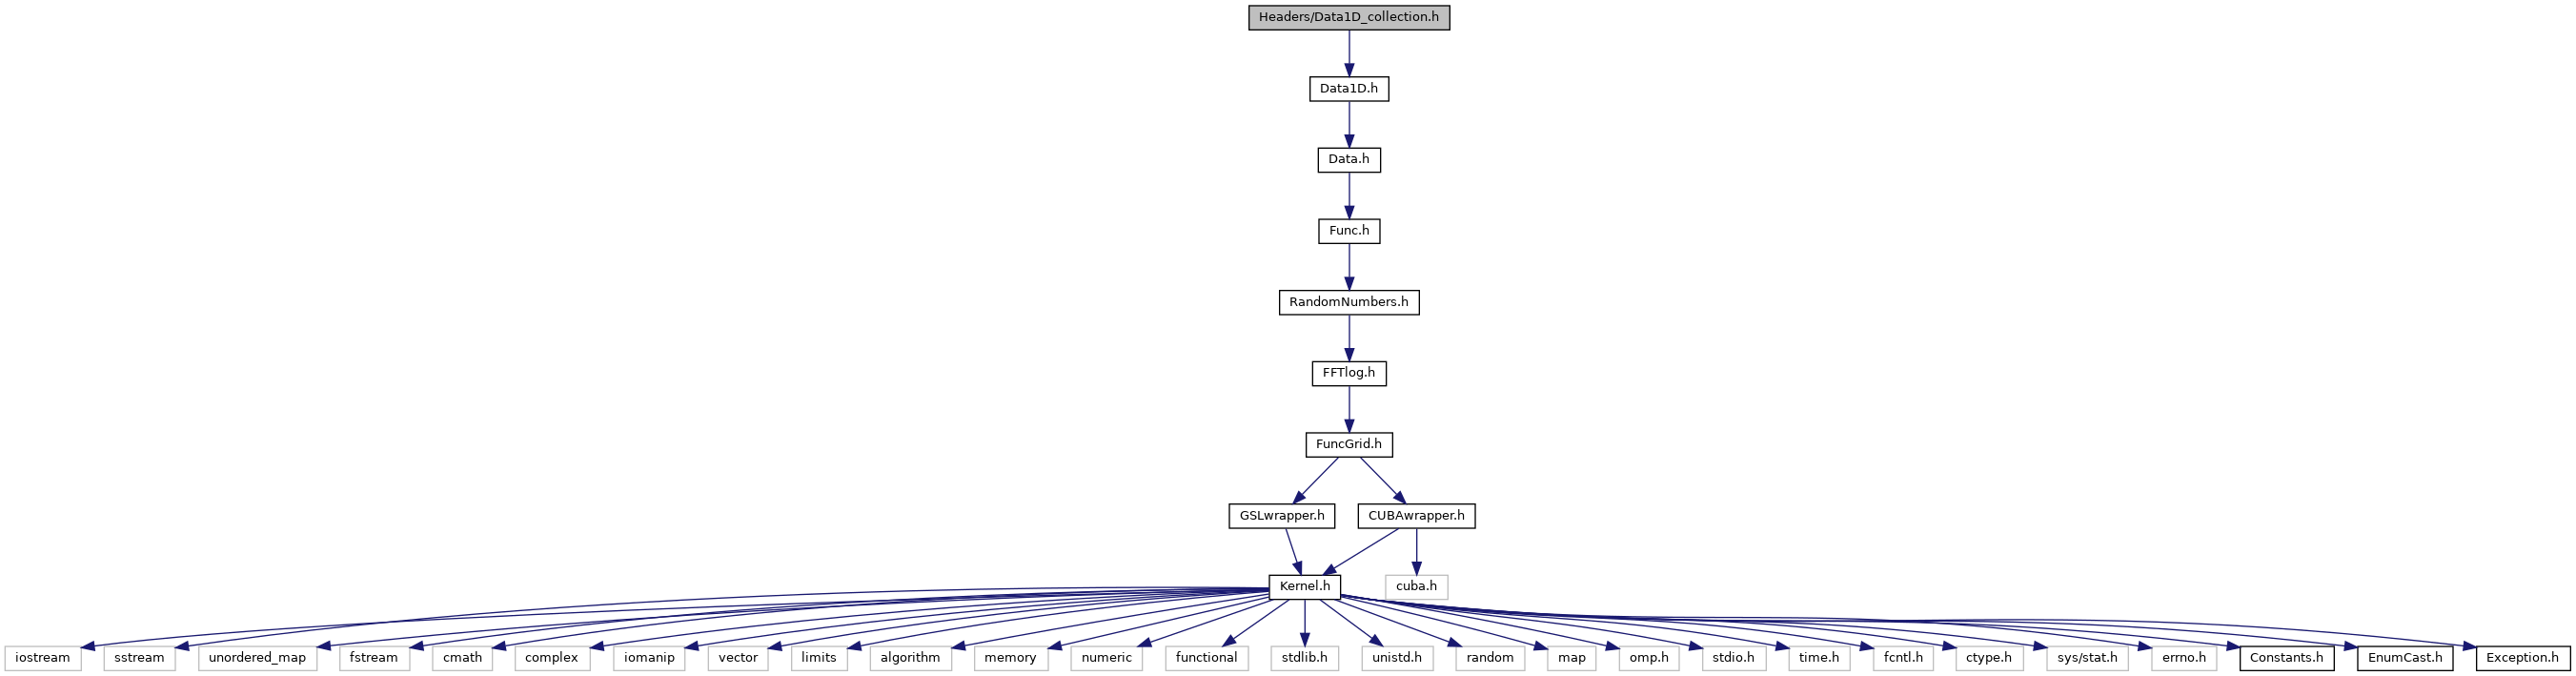 Headers/Data1D_collection.h
Data1D.h
Data.h
Func.h
RandomNumbers.h
FFTlog.h
FuncGrid.h
GSLwrapper.h
CUBAwrapper.h
Kernel.h
cuba.h
iostream
sstream
unordered_map
fstream
cmath
complex
iomanip
vector
limits
algorithm
memory
numeric
functional
stdlib.h
unistd.h
random
map
omp.h
stdio.h
time.h
fcntl.h
ctype.h
sys/stat.h
errno.h
Constants.h
EnumCast.h
Exception.h